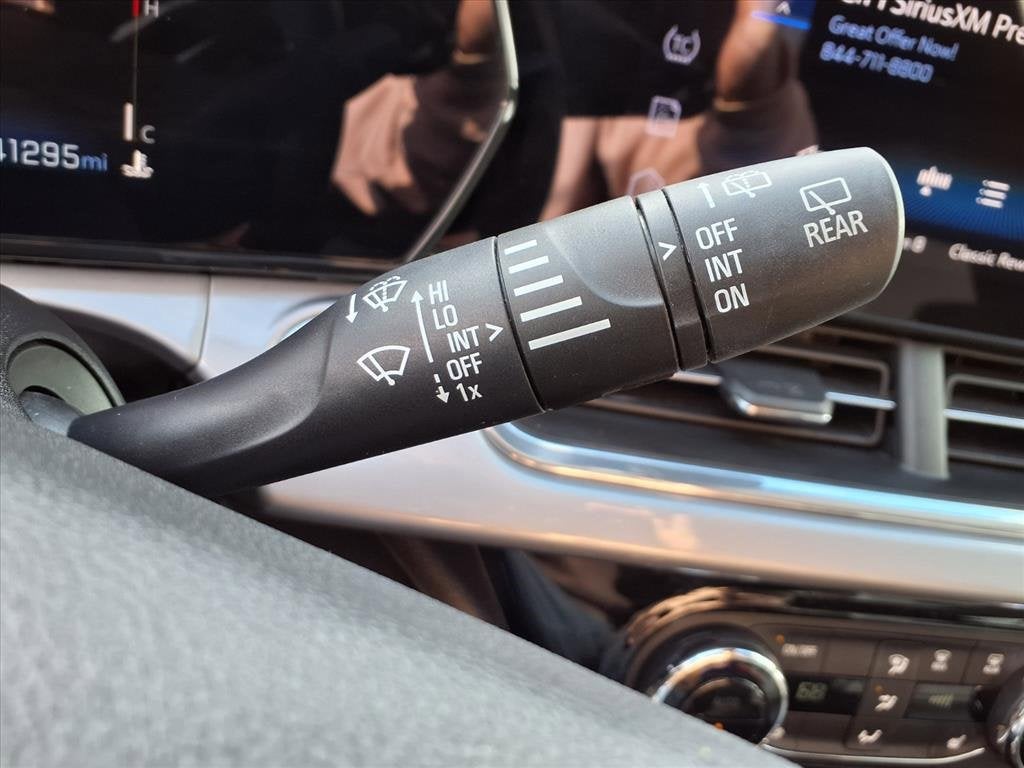 H
C
41295mi
SiriusXM Pre
Great Offer Now!
844-711-8800
TC
Classic Rew
HI
LO
INT
OFF
1x
OFF
INT
ON
REAR